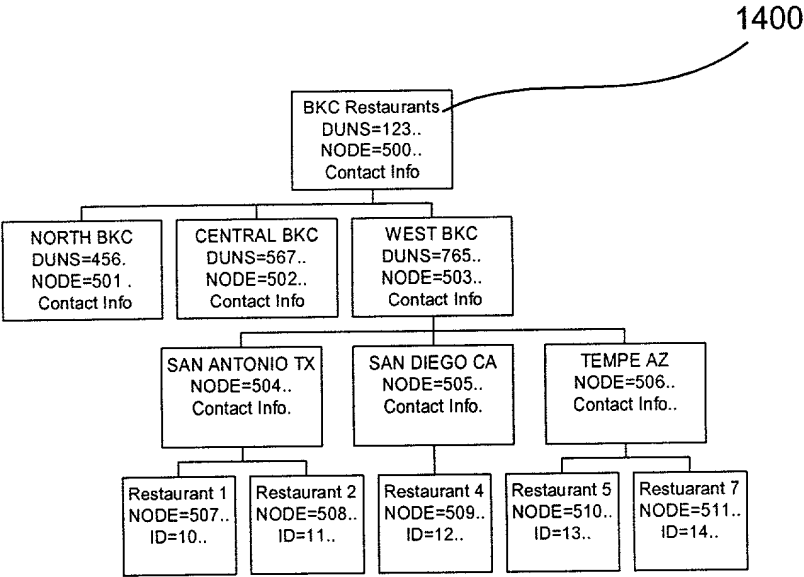 1400
BKC Restaurants
DUNS=123..
NODE=500..
Contact Info
NORTH BKC
DUNS=456.
NODE=501 .
Contact Info
CENTRAL BKC
DUNS=567..
NODE=502..
Contact Info
WEST BKC
DUNS=765..
NODE=503..
Contact Info
SAN ANTONIO TX
NODE=504..
Contact Info.
SAN DIEGO CA
NODE=505..
Contact Info.
TEMPE AZ
NODE=506..
Contact Info..
Restaurant 1
NODE=507..
ID=10..
Restaurant 2
NODE=508..
ID=11..
Restaurant 4
NODE=509..
ID=12..
Restaurant 5
NODE=510..
ID=13..
Restuarant 7
NODE=511..
ID=14..